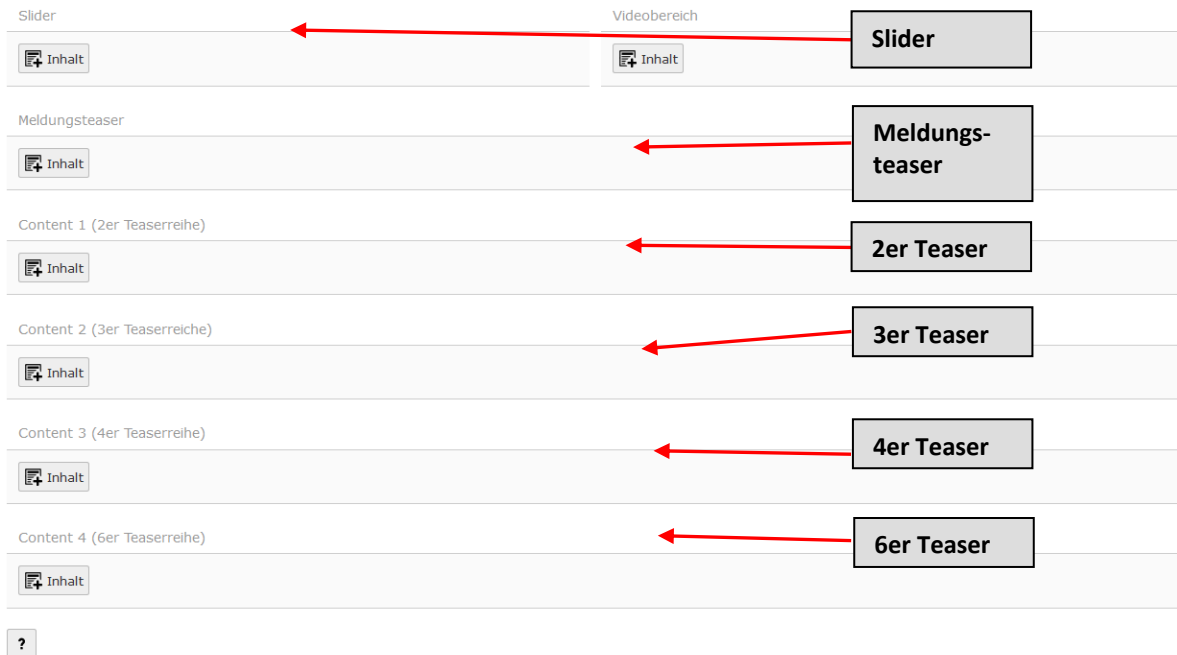 Slider
Videobereich
Slider
Inhalt
Inhalt
Meldungsteaser
Meldungs-
teaser
Inhalt
Content 1 (2er Teaserreihe)
2er Teaser
Inhalt
Content 2 (3er Teaserreiche)
3er Teaser
Inhalt
Content 3 (4er Teaserreihe)
4er Teaser
Inhalt
Content 4 (6er Teaserreihe)
6er Teaser
Inhalt
?